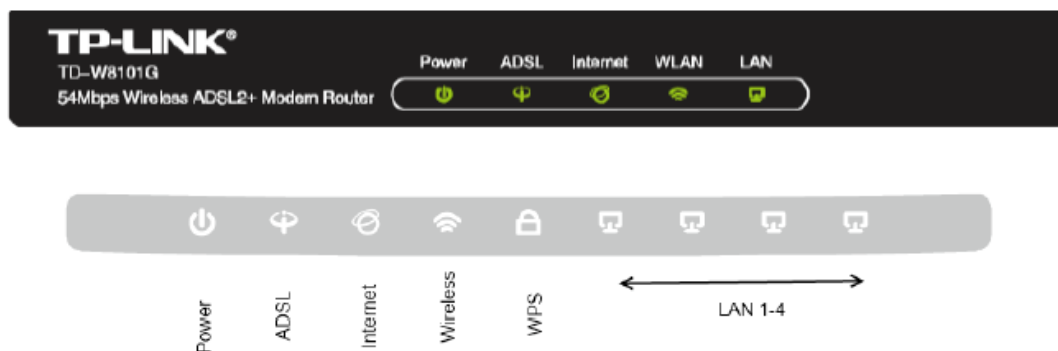 TP-LINK®
TD-W8101G
54Mbps Wireless ADSL2+ Modem Router
Power ADSL Internet WLAN LAN
Power ADSL Internet Wireless WPS LAN 1-4